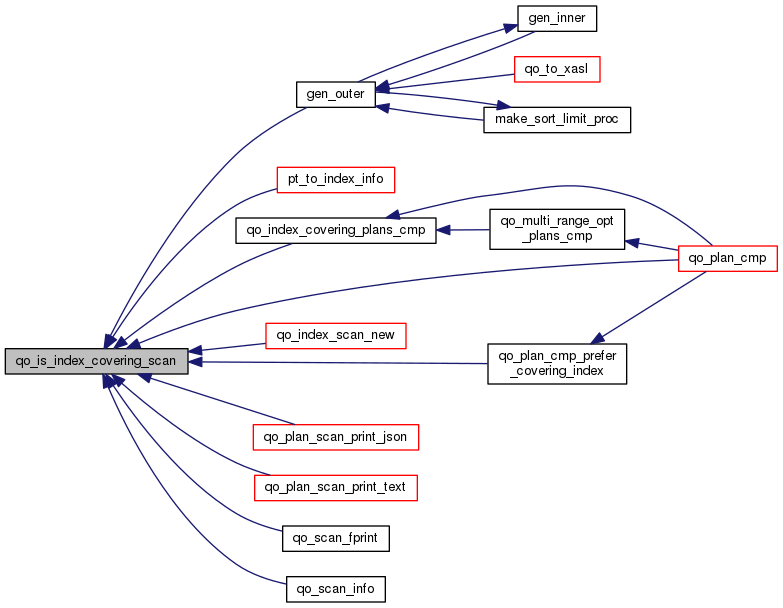 gen_inner
qo_to_xasl
gen_outer
make_sort_limit_proc
pt_to_index_info
qo_index_covering_plans_cmp
qo_multi_range_opt
_plans_cmp
qo_plan_cmp
qo_index_scan_new
qo_is_index_covering_scan
qo_plan_cmp_prefer
_covering_index
qo_plan_scan_print_json
qo_plan_scan_print_text
qo_scan_fprint
qo_scan_info